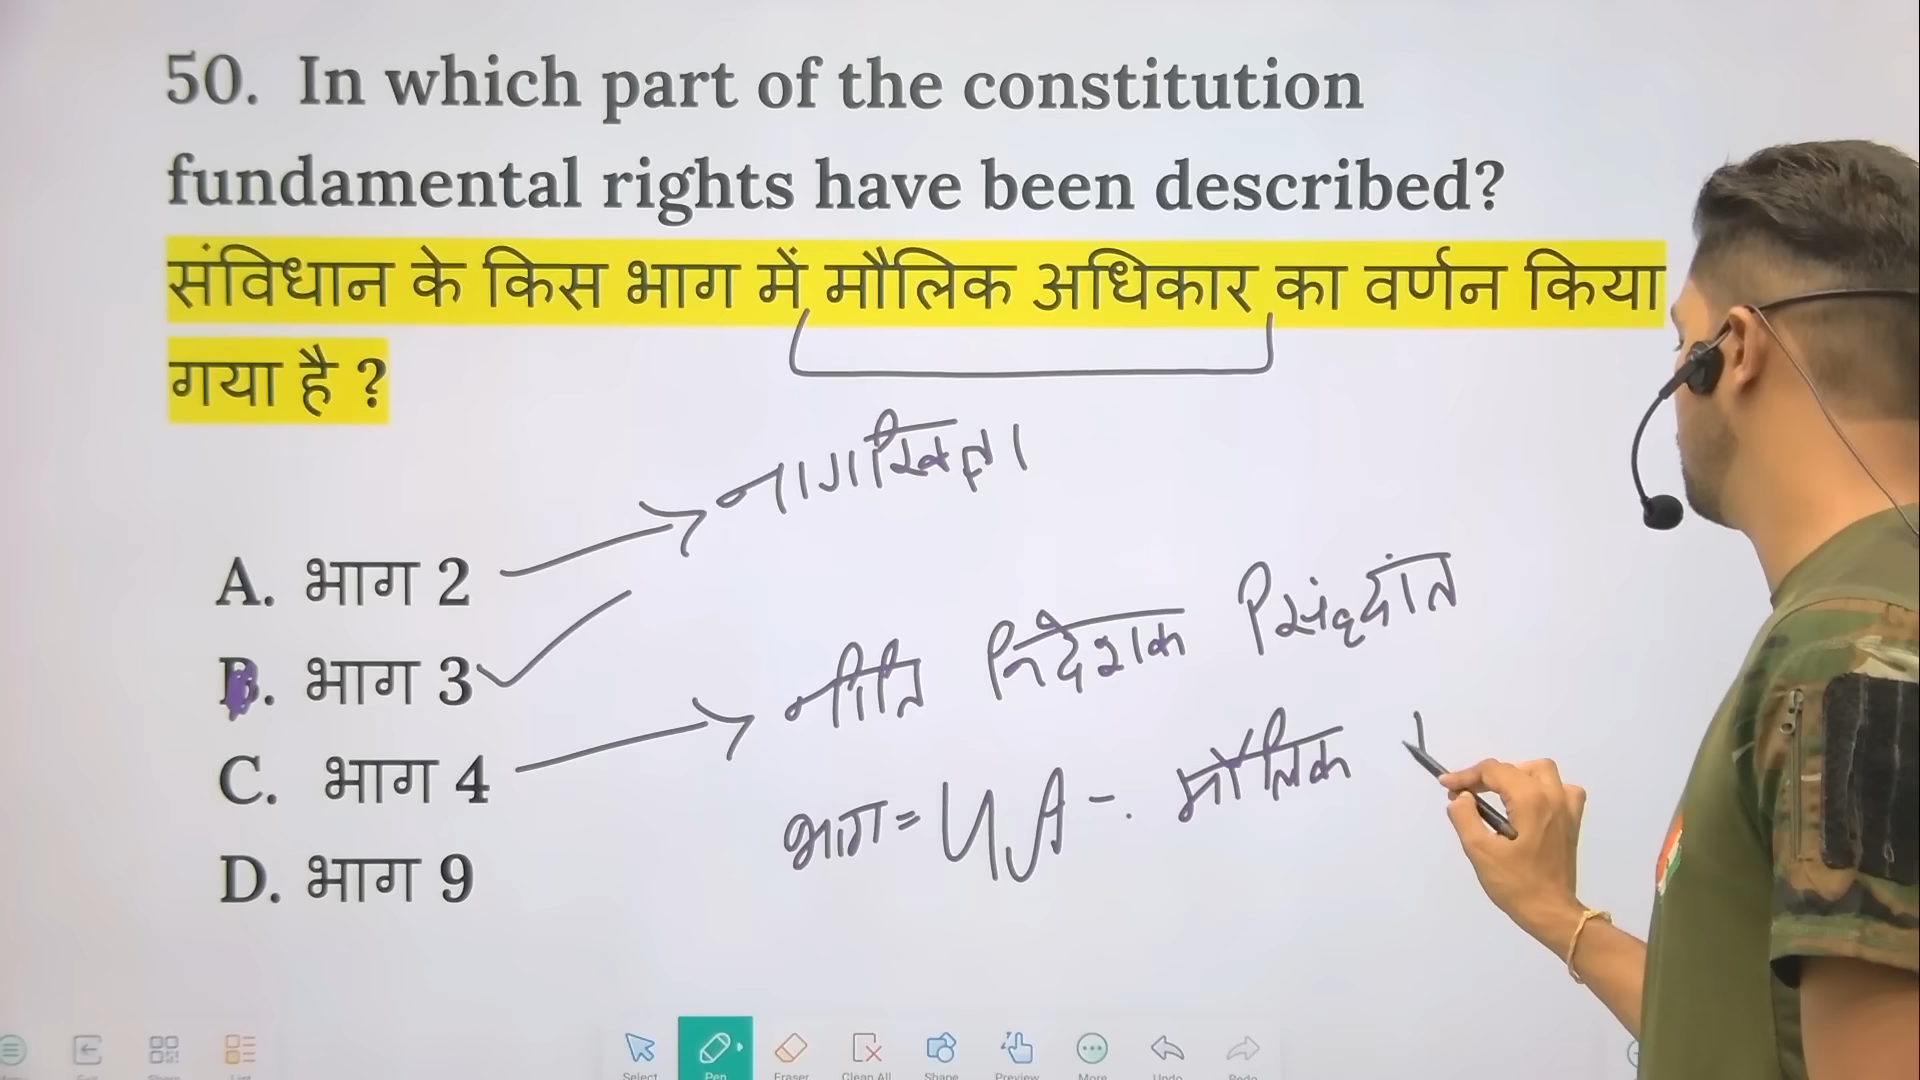 50. In which part of the constitution
fundamental rights have been described?
संविधान के किस भाग में मौलिक अधिकार का वर्णन किया
गया है ?
नागरिकता
A. भाग 2
नीति निदेशक सिद्धांत
B. भाग 3
C. भाग 4
भाग = 4A - मौलिक
D. भाग 9
Select
Pen
Eraser
Clean All
Shape
Preview
More
Undo
Redo